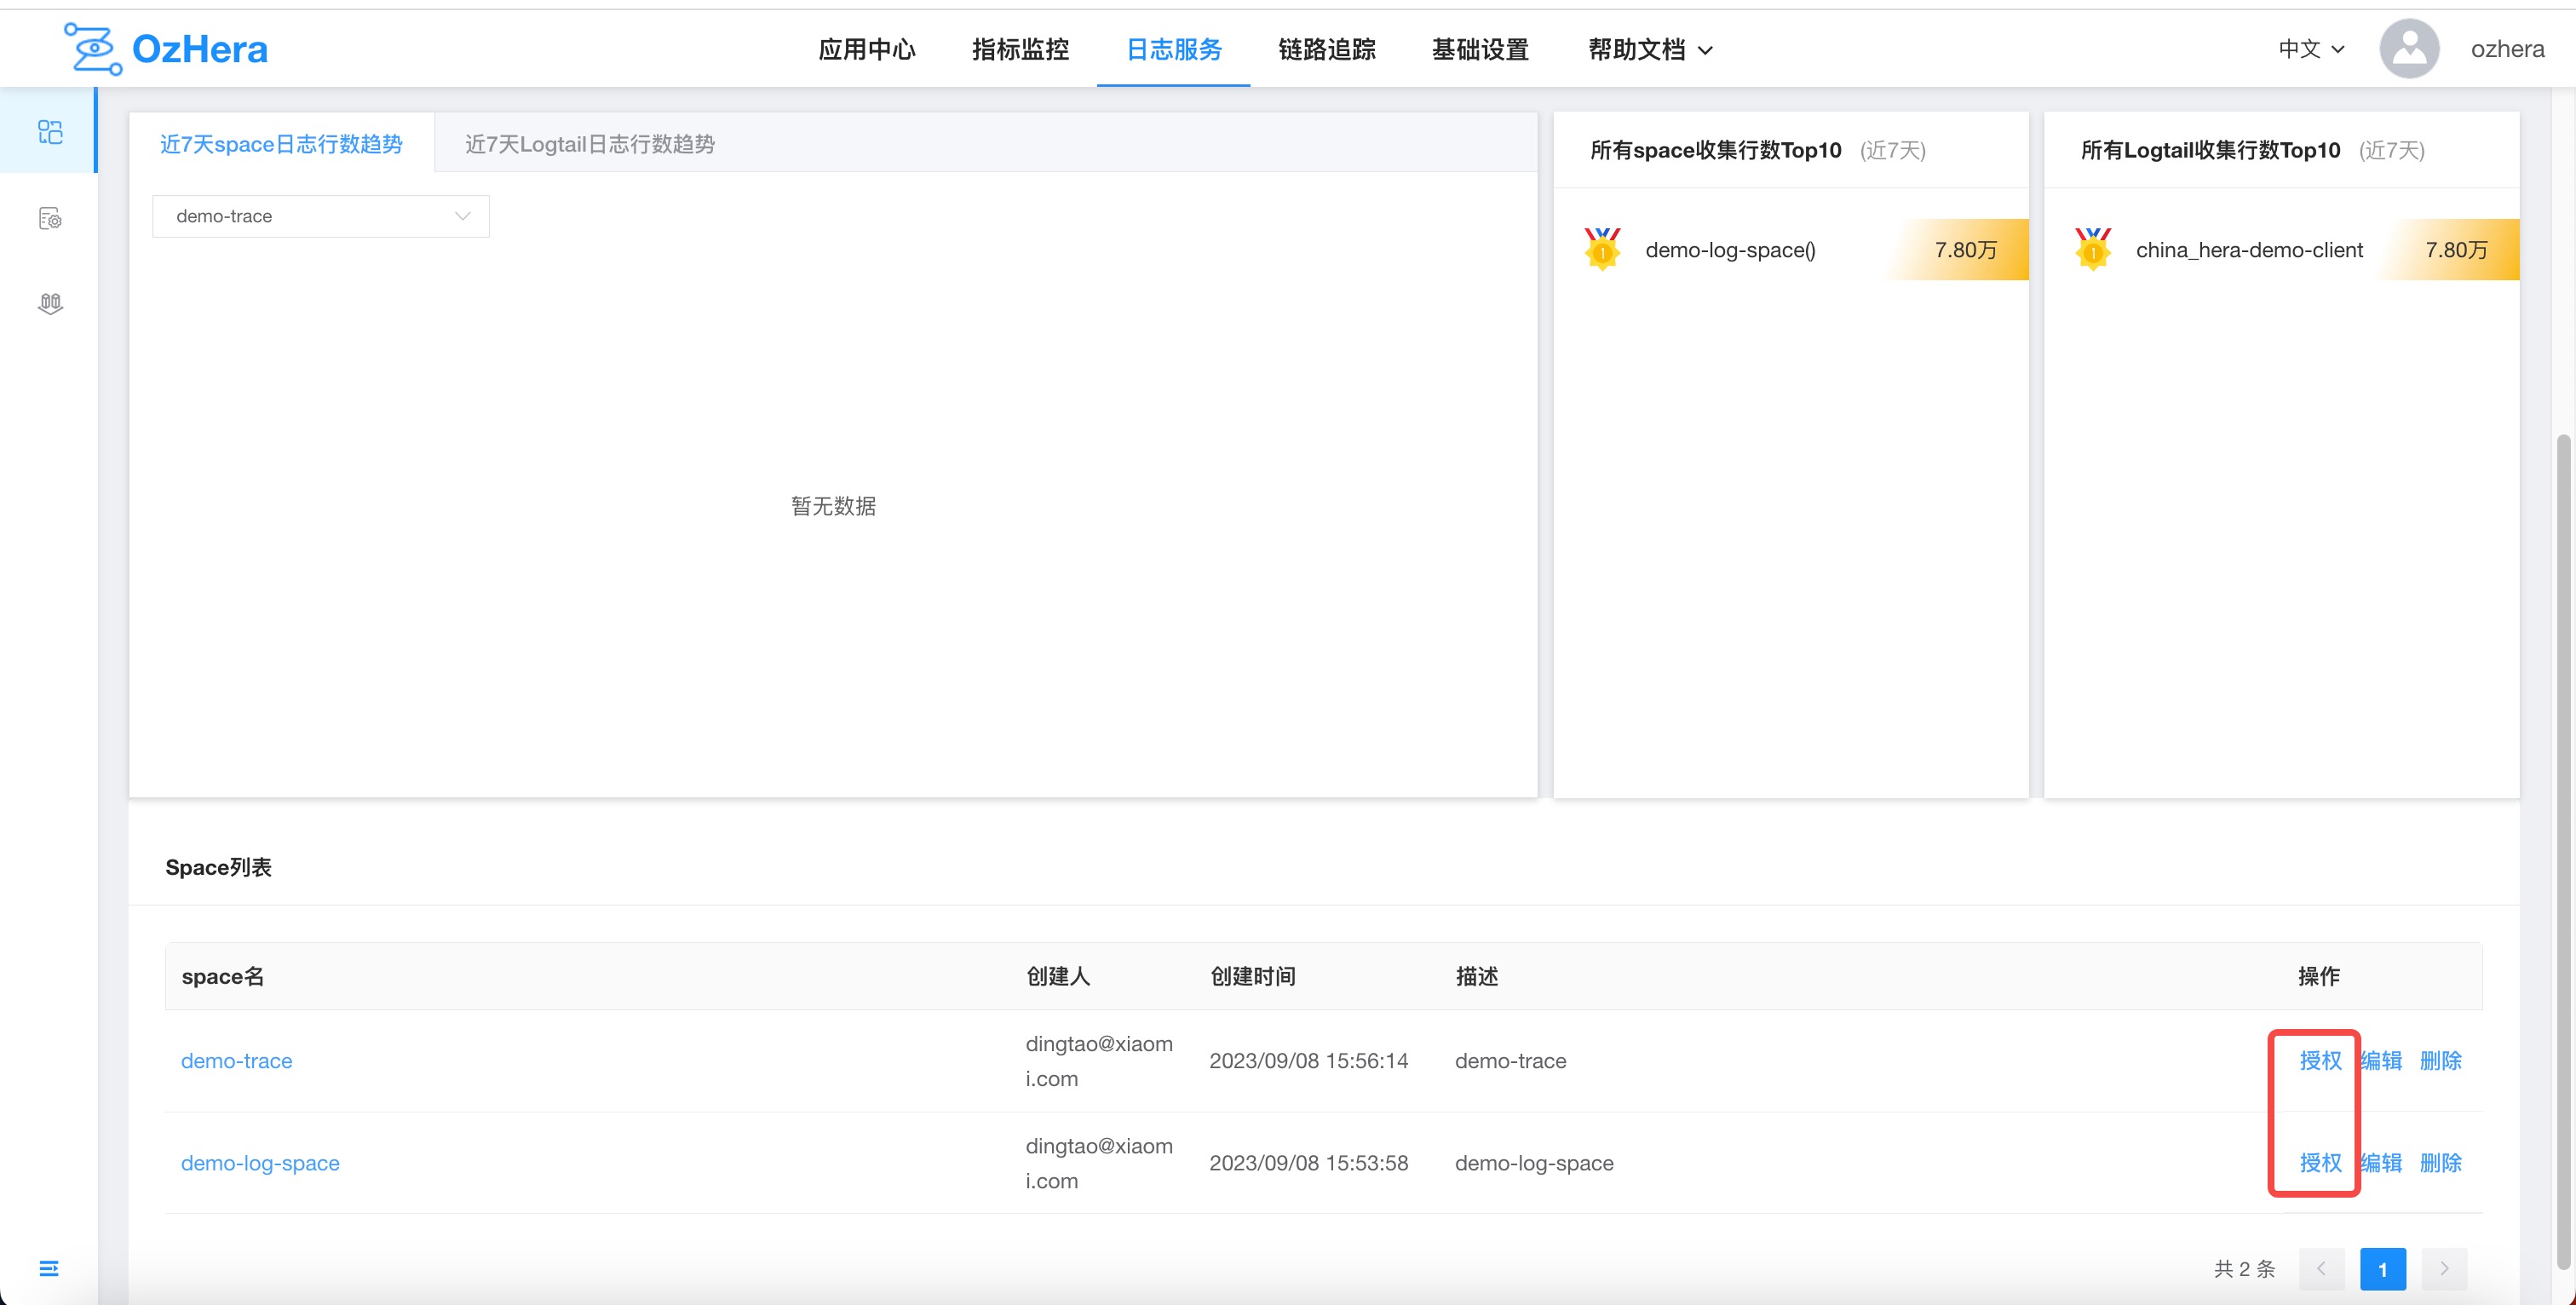 OzHera
应用中心
指标监控
日志服务
链路追踪
基础设置
帮助文档
中文
ozhera
近7天space日志行数趋势
近7天Logtail日志行数趋势
demo-trace
暂无数据
所有space收集行数Top10 (近7天)
1 demo-log-space() 7.80万
所有Logtail收集行数Top10 (近7天)
1 china_hera-demo-client 7.80万
Space列表
space名 创建人 创建时间 描述 操作
demo-trace dingtao@xiaom
i.com 2023/09/08 15:56:14 demo-trace 授权 编辑 删除
demo-log-space dingtao@xiaom
i.com 2023/09/08 15:53:58 demo-log-space 授权 编辑 删除
共 2 条 1